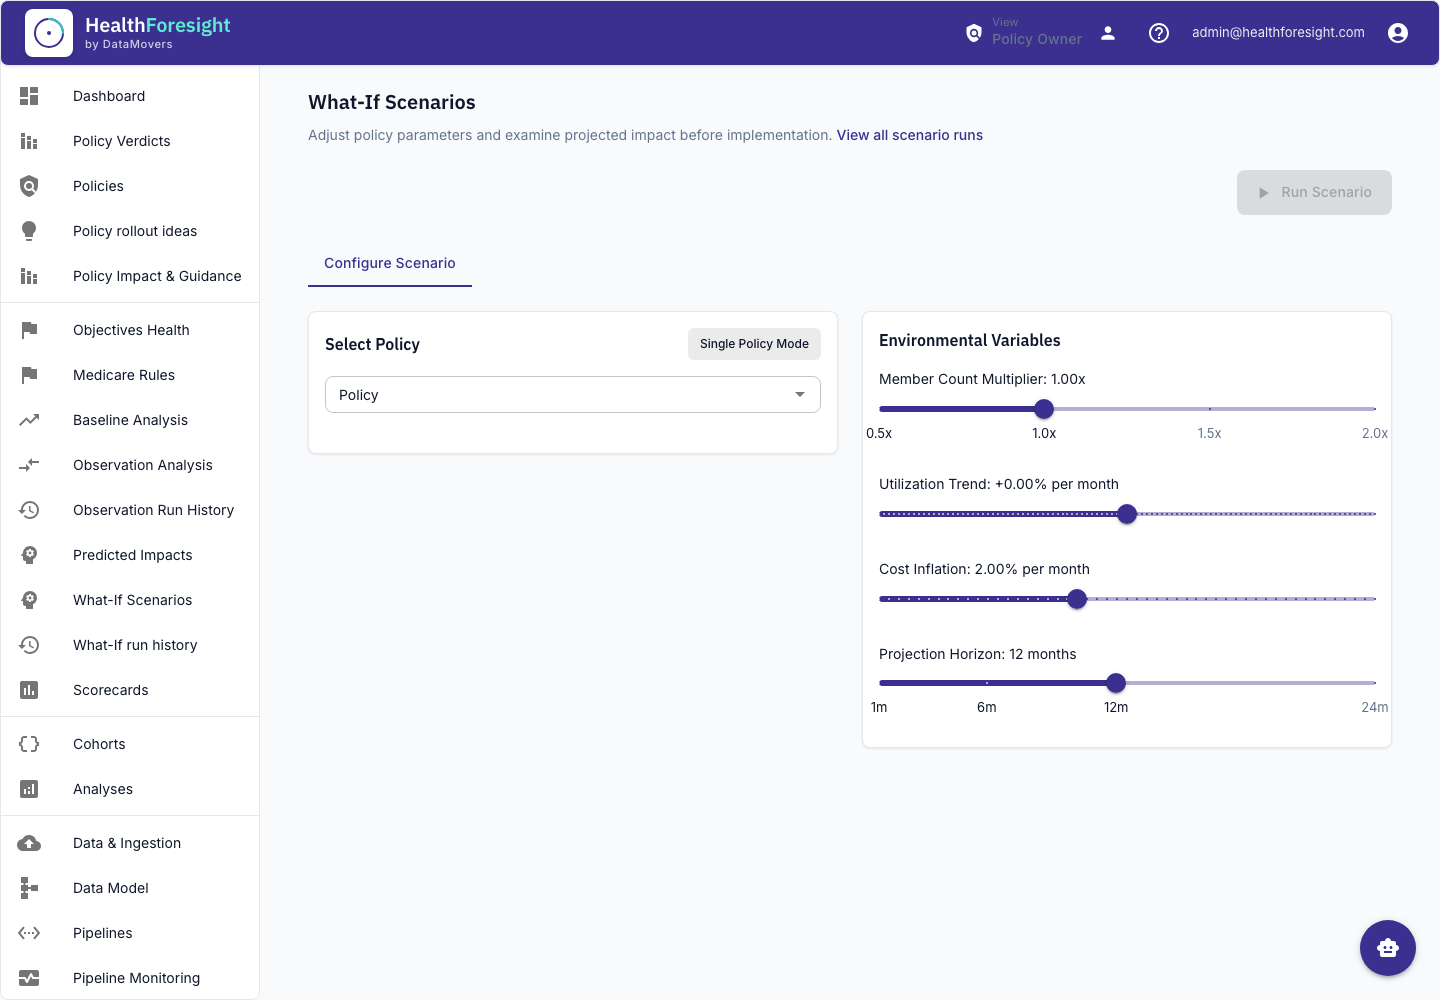 HealthForesight
by DataMovers
View
Policy Owner
admin@healthforesight.com
Dashboard
Policy Verdicts
Policies
Policy rollout ideas
Policy Impact & Guidance
Objectives Health
Medicare Rules
Baseline Analysis
Observation Analysis
Observation Run History
Predicted Impacts
What-If Scenarios
What-If run history
Scorecards
Cohorts
Analyses
Data & Ingestion
Data Model
Pipelines
Pipeline Monitoring
What-If Scenarios
Adjust policy parameters and examine projected impact before implementation. View all scenario runs
Run Scenario
Configure Scenario
Select Policy
Single Policy Mode
Policy
Environmental Variables
Member Count Multiplier: 1.00x
0.5x 1.0x 1.5x 2.0x
Utilization Trend: +0.00% per month
Cost Inflation: 2.00% per month
Projection Horizon: 12 months
1m 6m 12m 24m